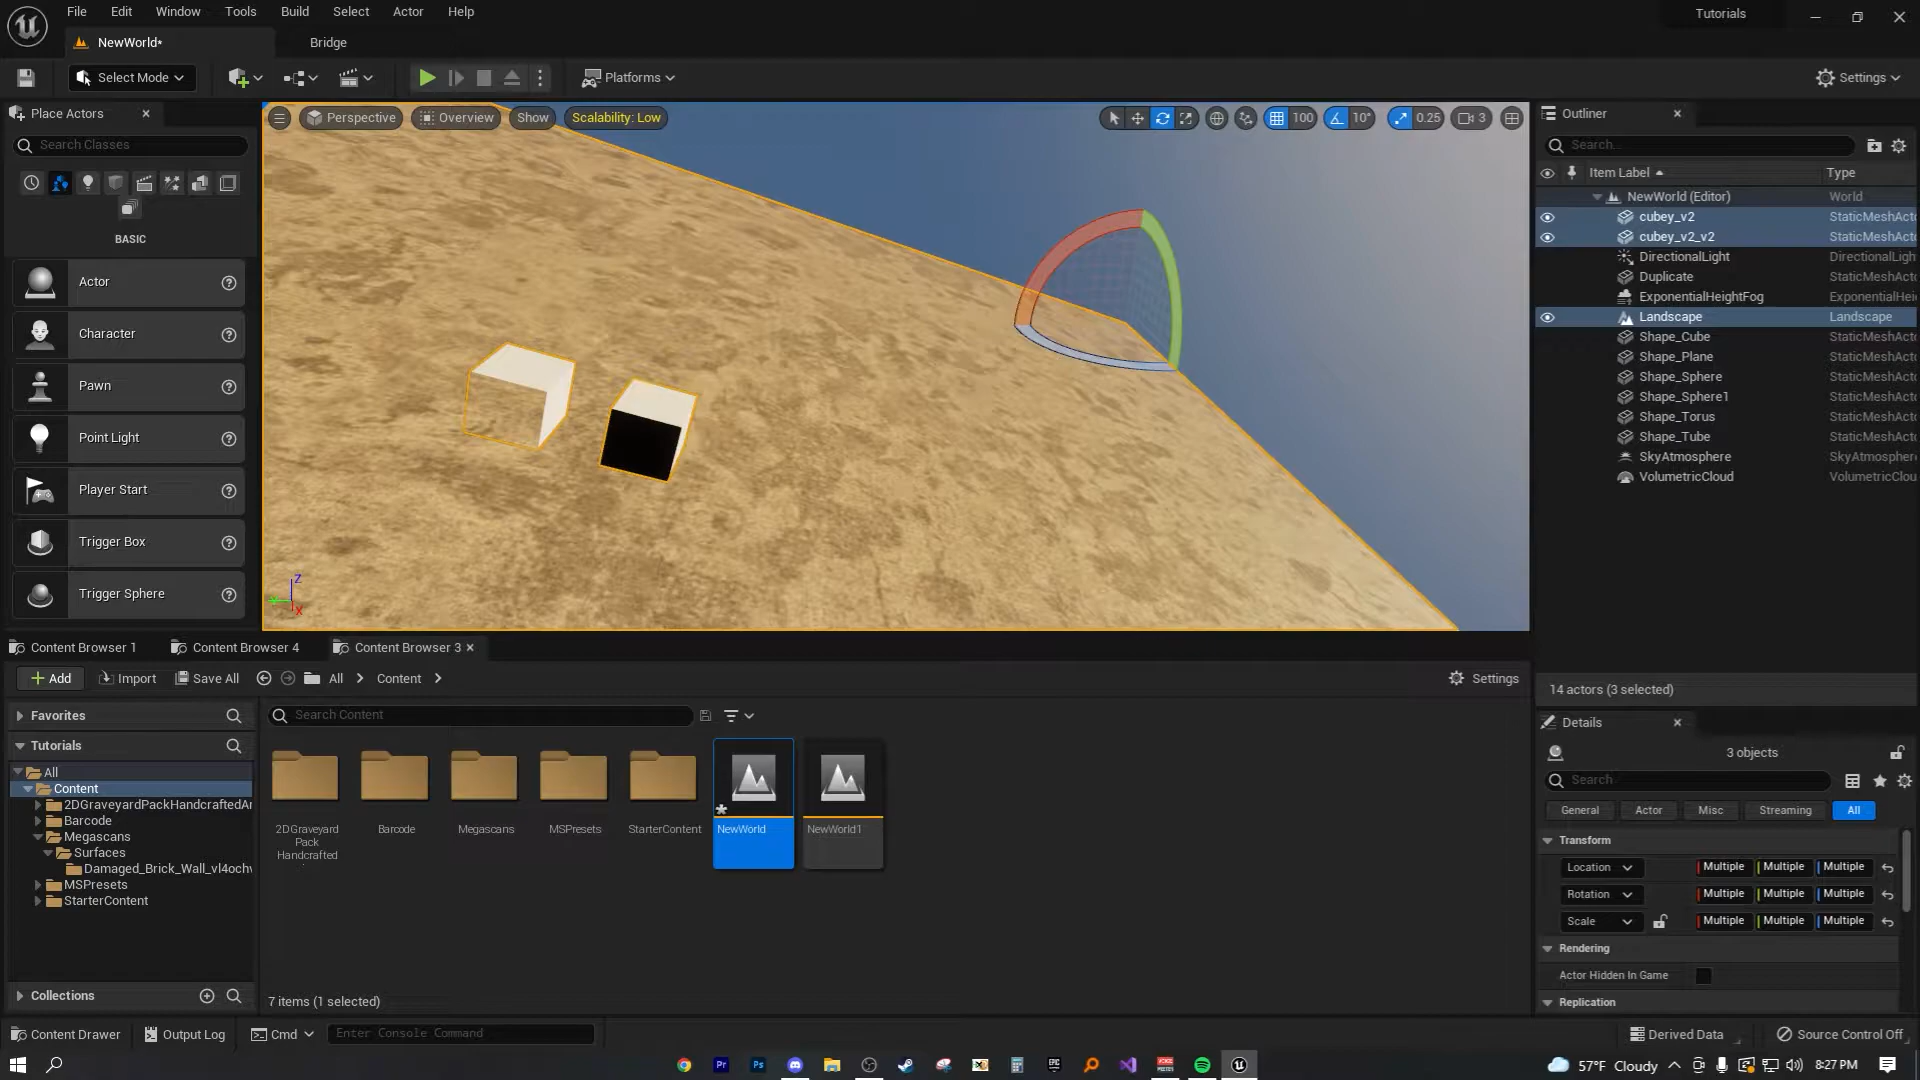 File Edit Window Tools Build Select Actor Help
Tutorials
NewWorld*
Bridge
Select Mode
Platforms
Settings
Place Actors
Search Classes
BASIC
Actor
Character
Pawn
Point Light
Player Start
Trigger Box
Trigger Sphere
Perspective
Overview
Show
Scalability: Low
100
10°
0.25
3
Z
X
Outliner
Search...
Item Label
Type
NewWorld (Editor) World
cubey_v2 StaticMeshActo
cubey_v2_v2 StaticMeshActo
DirectionalLight DirectionalLigh
Duplicate StaticMeshActo
ExponentialHeightFog ExponentialHei
Landscape Landscape
Shape_Cube StaticMeshActo
Shape_Plane StaticMeshActo
Shape_Sphere StaticMeshActo
Shape_Sphere1 StaticMeshActo
Shape_Torus StaticMeshActo
Shape_Tube StaticMeshActo
SkyAtmosphere SkyAtmosphere
VolumetricCloud VolumetricClou
14 actors (3 selected)
Content Browser 1
Content Browser 4
Content Browser 3
Add
Import
Save All
All
Content
Settings
Favorites
Tutorials
All
Content
2DGraveyardPackHandcraftedAr
Barcode
Megascans
Surfaces
Damaged_Brick_Wall_vl4ochv
MSPresets
StarterContent
Collections
Search Content
2DGraveyard
Pack
Handcrafted
Barcode
Megascans
MSPresets
StarterContent
NewWorld
NewWorld1
7 items (1 selected)
Details
3 objects
Search
General
Actor
Misc
Streaming
All
Transform
Location Multiple Multiple Multiple
Rotation Multiple Multiple Multiple
Scale Multiple Multiple Multiple
Rendering
Actor Hidden In Game
Replication
Content Drawer
Output Log
Cmd
Enter Console Command
Derived Data
Source Control Off
Pr
Ps
EPIC
57°F Cloudy
8:27 PM